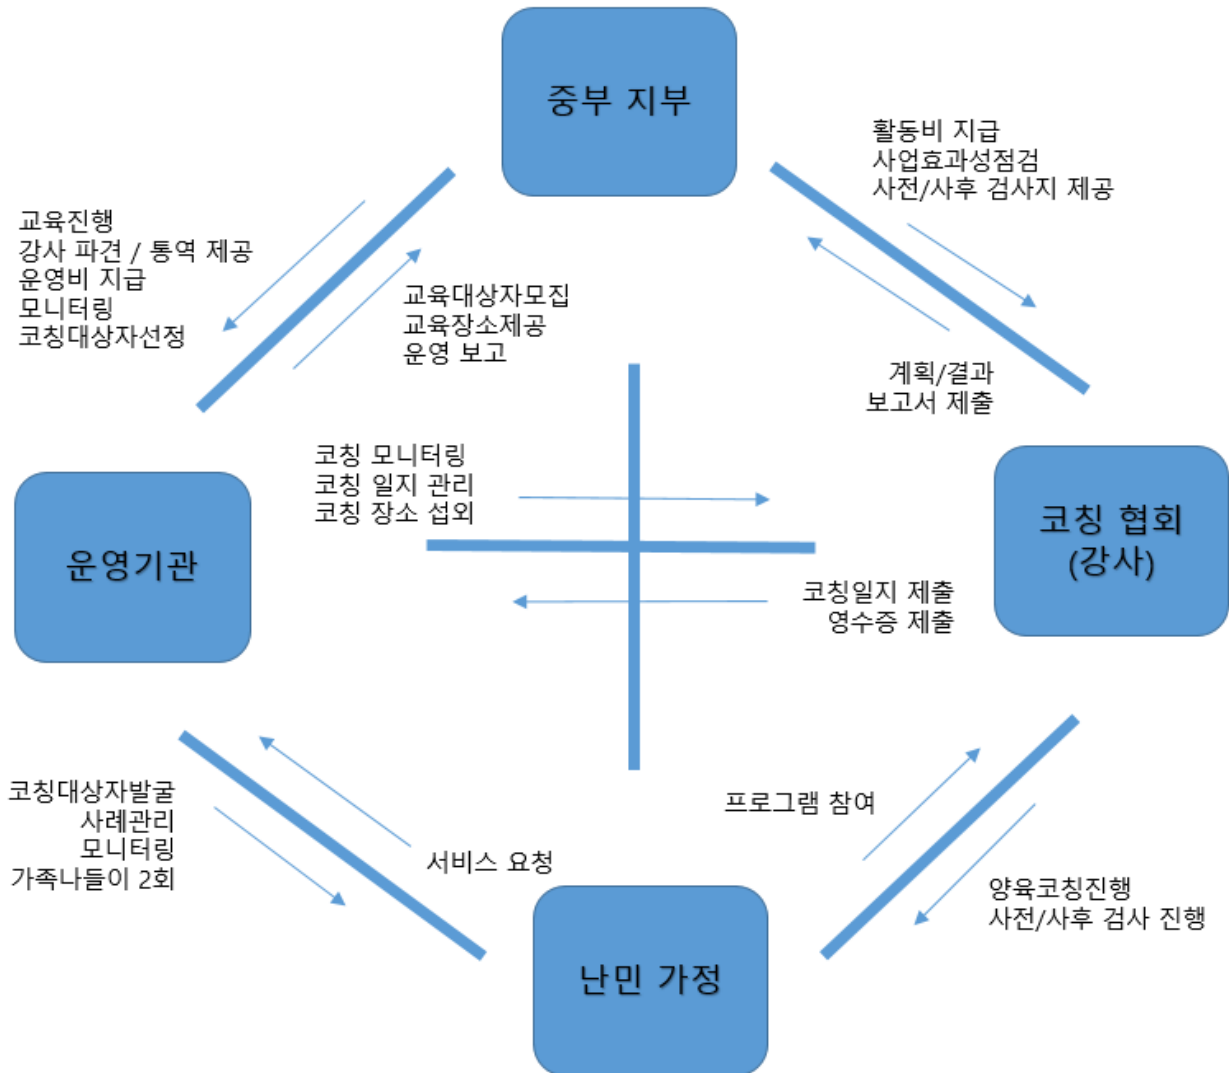 중부 지부
활동비 지급
사업효과성점검
사전/사후 검사지 제공
교육진행
강사 파견 / 통역 제공
운영비 지급
모니터링
코칭대상자선정
교육대상자모집
교육장소제공
운영 보고
계획/결과
보고서 제출
코칭 모니터링
코칭 일지 관리
코칭 장소 섭외
운영기관
코칭 협회
(강사)
코칭일지 제출
영수증 제출
코칭대상자발굴
사례관리
모니터링
가족나들이 2회
서비스 요청
프로그램 참여
양육코칭진행
사전/사후 검사 진행
난민 가정